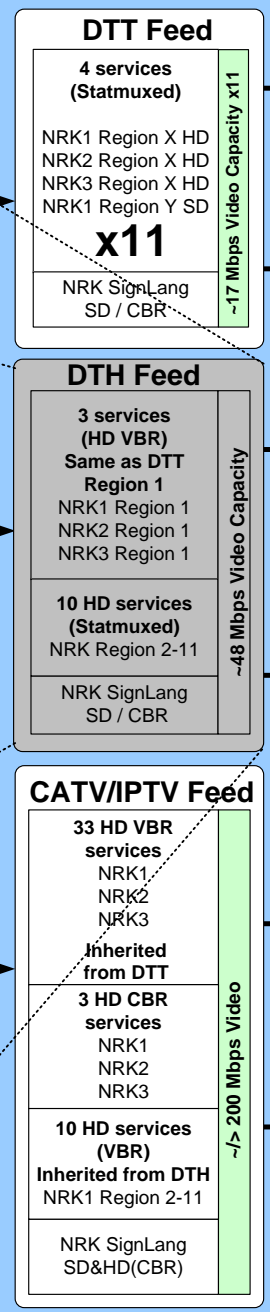 DTT Feed
4 services
(Statmuxed)
NRK1 Region X HD
NRK2 Region X HD
NRK3 Region X HD
NRK1 Region Y SD
x11
NRK SignLang
SD / CBR
~17 Mbps Video Capacity x11
DTH Feed
3 services
(HD VBR)
Same as DTT
Region 1
NRK1 Region 1
NRK2 Region 1
NRK3 Region 1
10 HD services
(Statmuxed)
NRK Region 2-11
NRK SignLang
SD / CBR
~48 Mbps Video Capacity
CATV/IPTV Feed
33 HD VBR
services
NRK1
NRK2
NRK3
Inherited
from DTT
3 HD CBR
services
NRK1
NRK2
NRK3
10 HD services
(VBR)
Inherited from DTH
NRK1 Region 2-11
NRK SignLang
SD&HD(CBR)
~/> 200 Mbps Video